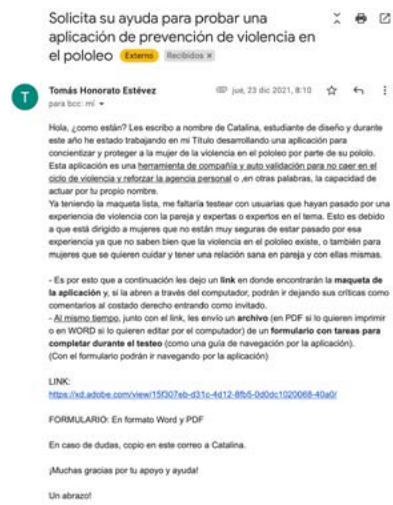 Solicita su ayuda para probar una
aplicación de prevención de violencia en
el pololeo Externo Recibidos x
T
Tomás Honorato Estévez
jue, 23 dic 2021, 8:10
para bcc: mí
Hola, ¿como están? Les escribo a nombre de Catalina, estudiante de diseño y durante
este año he estado trabajando en mi Título desarrollando una aplicación para
concientizar y proteger a la mujer de la violencia en el pololeo por parte de su pololo.
Esta aplicación es una herramienta de compañía y auto validación para no caer en el
ciclo de violencia y reforzar la agencia personal o ,en otras palabras, la capacidad de
actuar por tu propio nombre.
Ya teniendo la maqueta lista, me faltaría testear con usuarias que hayan pasado por una
experiencia de violencia con la pareja y expertas o expertos en el tema. Esto es debido
a que está dirigido a mujeres que no están muy seguras de estar pasado por esa
experiencia ya que no saben bien que la violencia en el pololeo existe, o también para
mujeres que se quieren cuidar y tener una relación sana en pareja y con ellas mismas.
- Es por esto que a continuación les dejo un link en donde encontrarán la maqueta de
la aplicación y, si la abren a través del computador, podrán ir dejando sus críticas como
comentarios al costado derecho entrando como invitado.
- Al mismo tiempo, junto con el link, les envío un archivo (en PDF si lo quieren imprimir
o en WORD si lo quieren editar por el computador) de un formulario con tareas para
completar durante el testeo (como una guía de navegación por la aplicación).
(Con el formulario podrán ir navegando por la aplicación)
LINK:
https://xd.adobe.com/view/15f307eb-d31c-4d12-8fb5-0d0dc1020068-40a0/
FORMULARIO: En formato Word y PDF
En caso de dudas, copio en este correo a Catalina.
¡Muchas gracias por tu apoyo y ayuda!
Un abrazo!